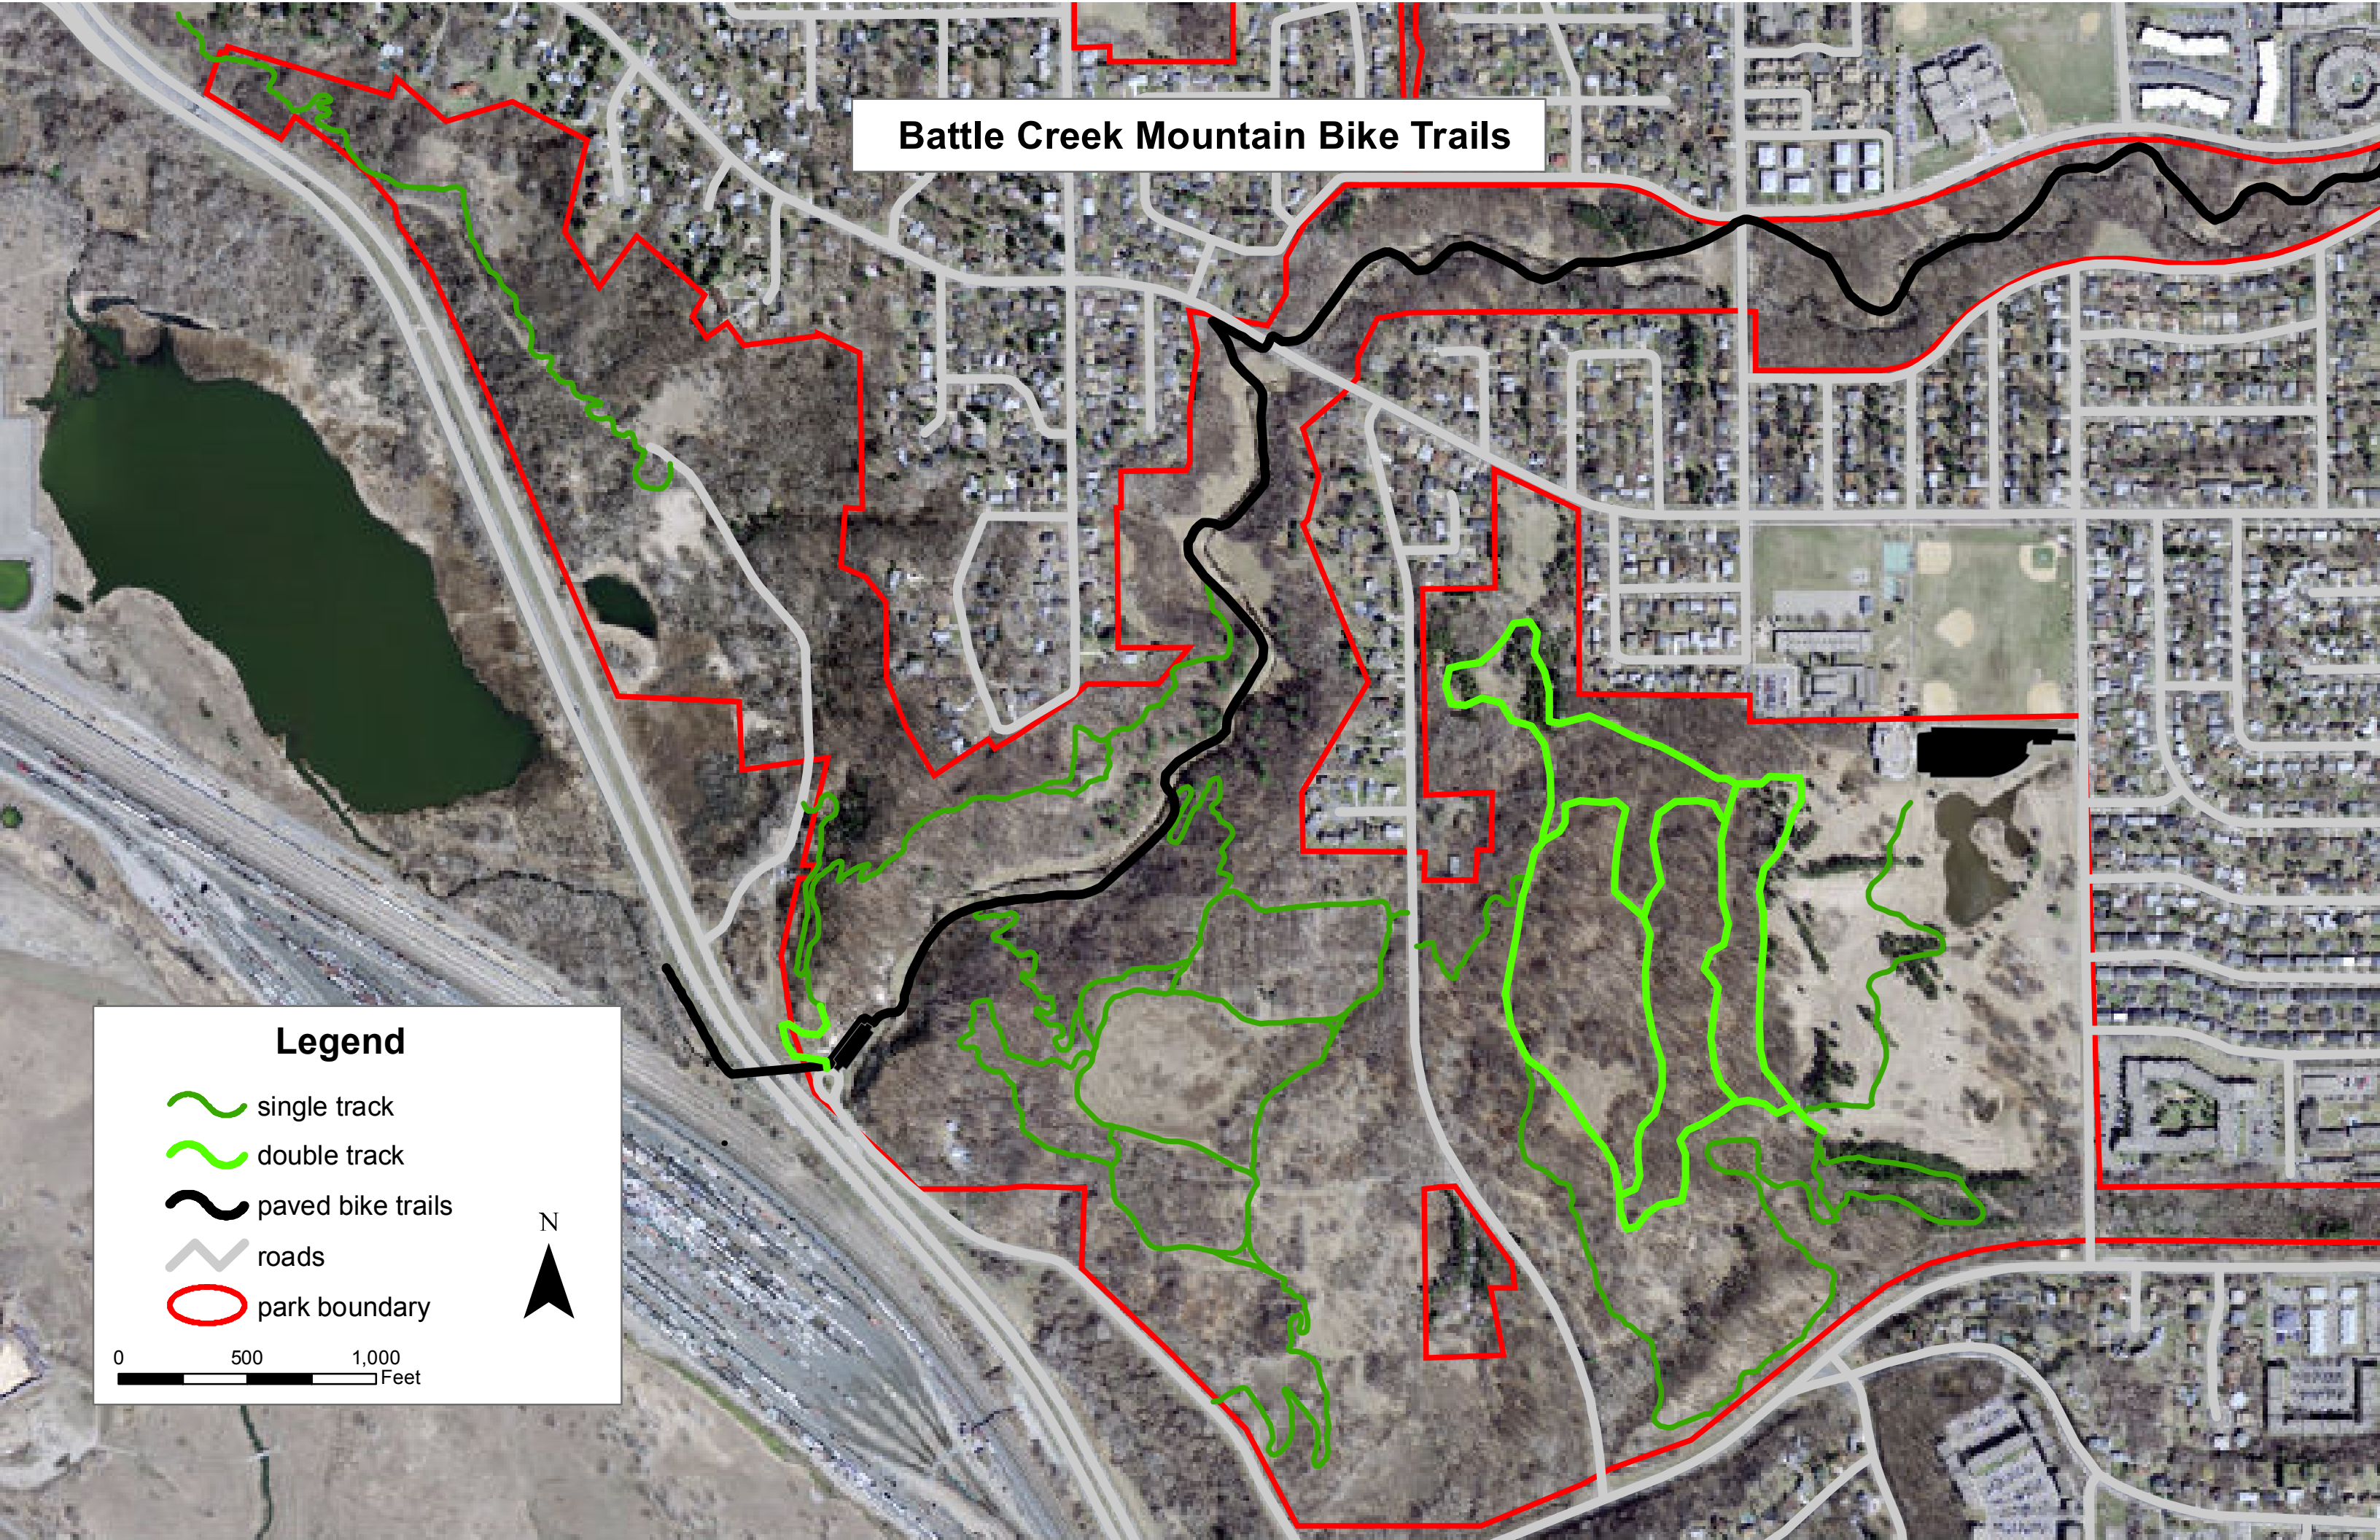 Battle Creek Mountain Bike Trails
Legend
single track
double track
paved bike trails
roads
park boundary
N
0 500 1,000
Feet